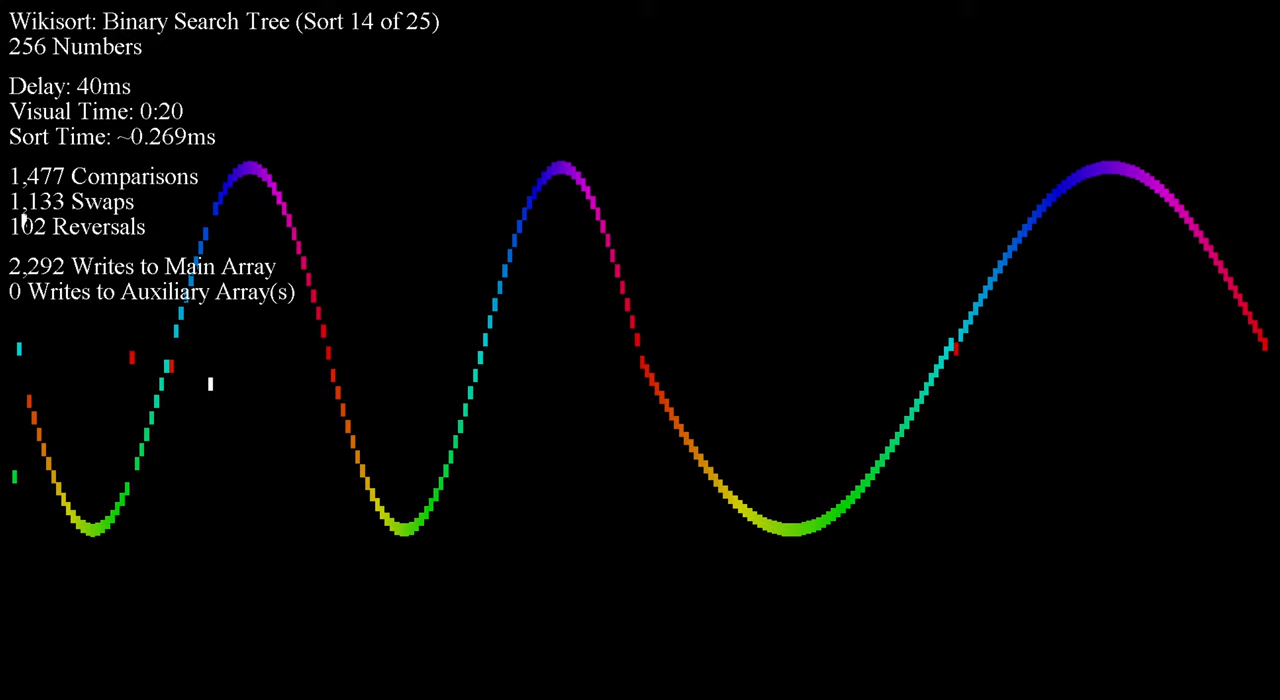 Wikisort: Binary Search Tree (Sort 14 of 25)
256 Numbers
Delay: 40ms
Visual Time: 0:20
Sort Time: ~0.269ms
1,477 Comparisons
1,133 Swaps
102 Reversals
2,292 Writes to Main Array
0 Writes to Auxiliary Array(s)